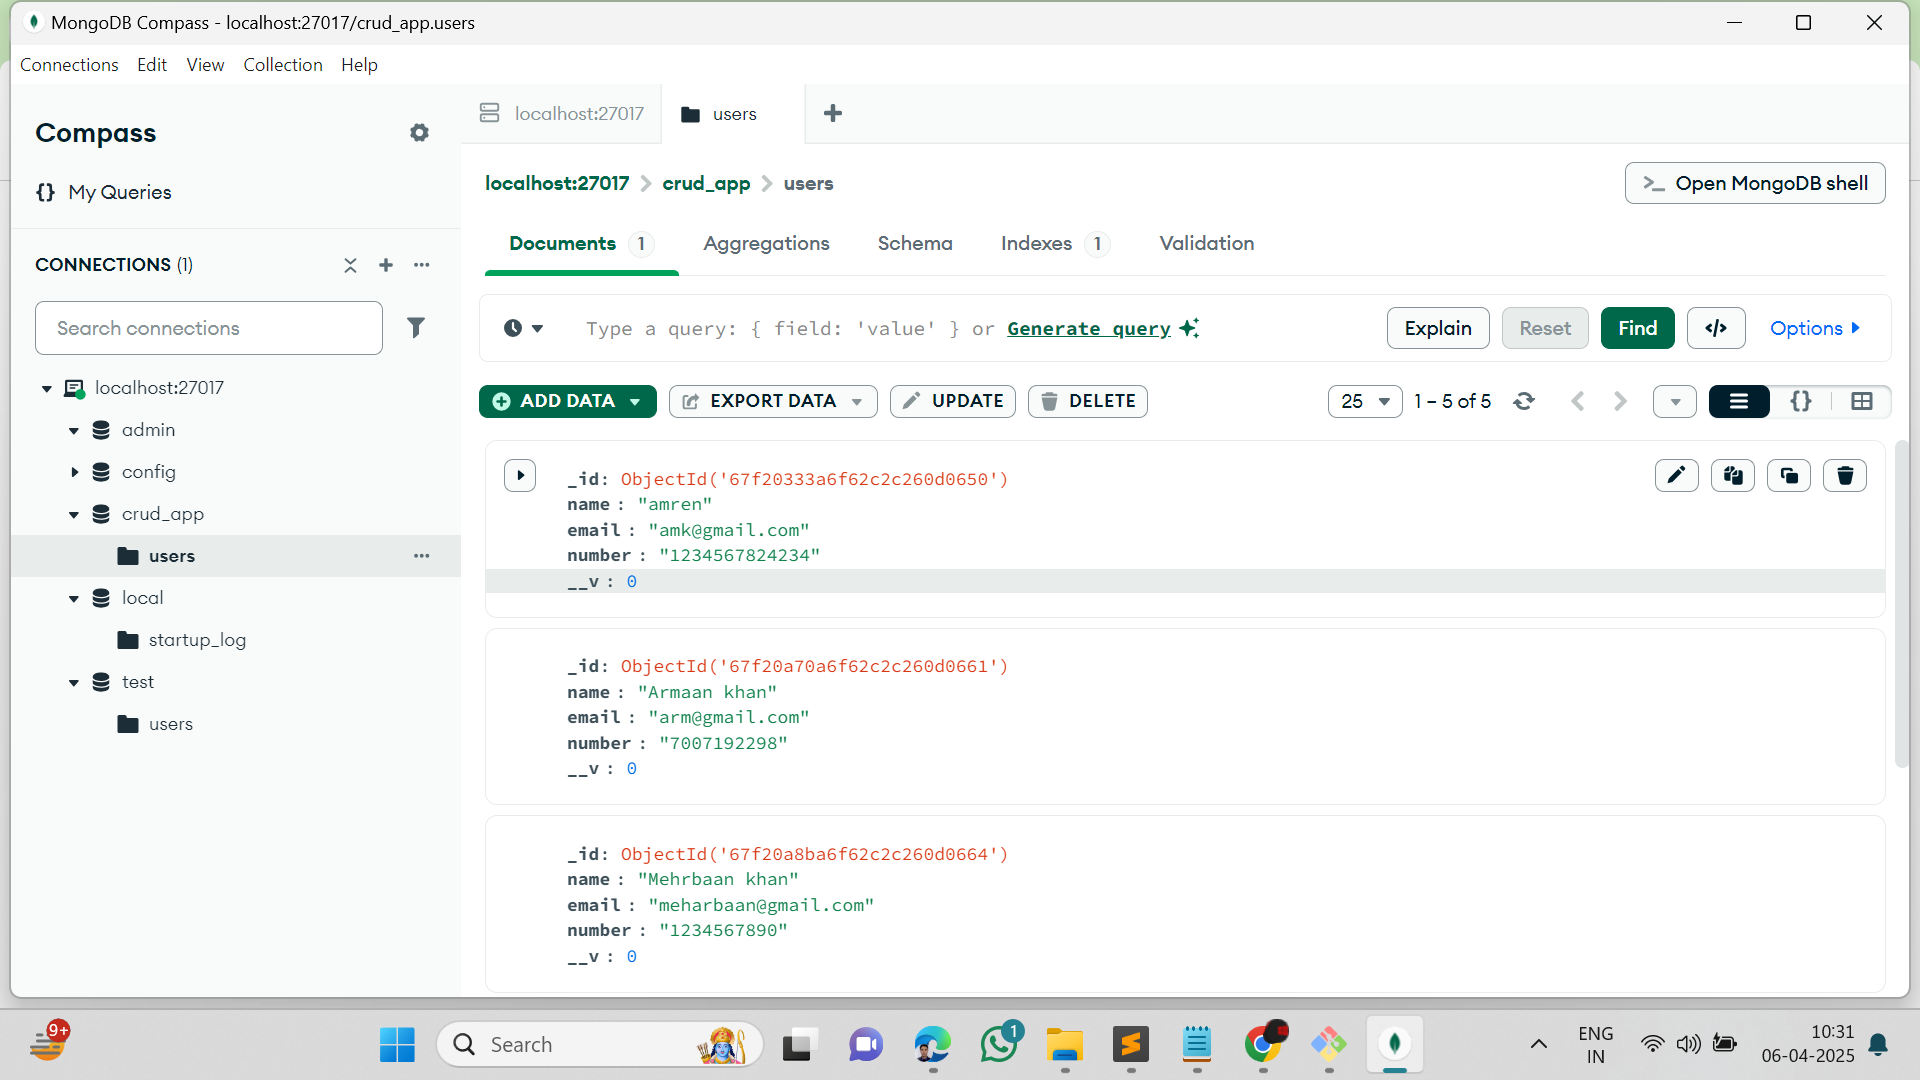 MongoDB Compass - localhost:27017/crud_app.users
Connections Edit View Collection Help
Compass
{} My Queries
CONNECTIONS (1)
Search connections
localhost:27017
admin
config
crud_app
users
local
startup_log
test
users
localhost:27017 users
localhost:27017 > crud_app > users
>_ Open MongoDB shell
Documents 1 Aggregations Schema Indexes 1 Validation
Type a query: { field: 'value' } or Generate query
Explain Reset Find </> Options
ADD DATA EXPORT DATA UPDATE DELETE
25 1 – 5 of 5 {}
_id: ObjectId('67f20333a6f62c2c260d0650')
name : "amren"
email : "amk@gmail.com"
number : "1234567824234"
__v : 0
_id: ObjectId('67f20a70a6f62c2c260d0661')
name : "Armaan khan"
email : "arm@gmail.com"
number : "7007192298"
__v : 0
_id: ObjectId('67f20a8ba6f62c2c260d0664')
name : "Mehrbaan khan"
email : "meharbaan@gmail.com"
number : "1234567890"
__v : 0
9+
Search
1
ENG
IN
10:31
06-04-2025